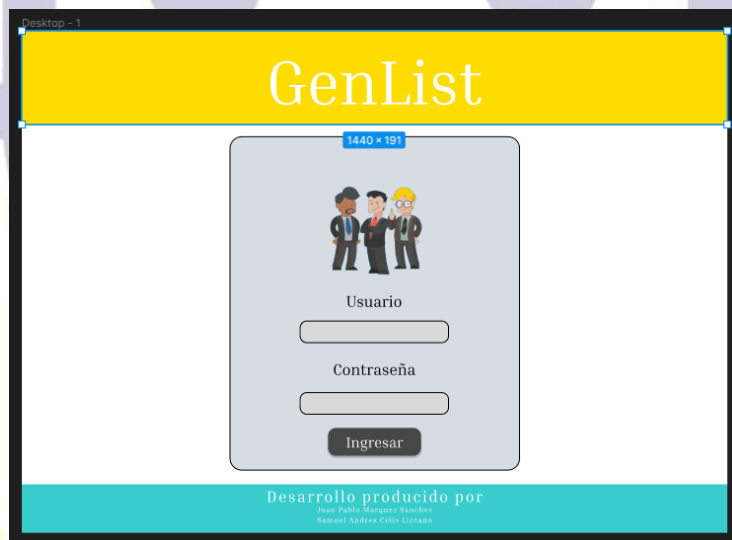 Desktop - 1
GenList
1440 × 191
Usuario
Contraseña
Ingresar
Desarrollo producido por
Juan Pablo Marquez Sanchez
Samuel Andres Celis Lizcano